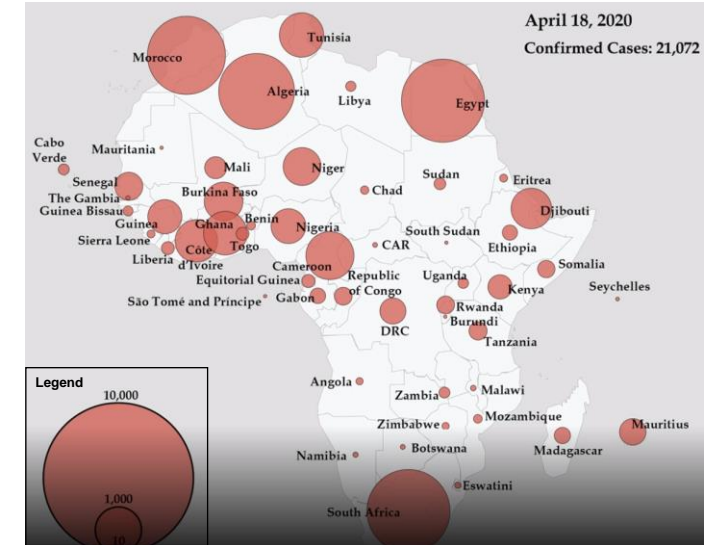 April 18, 2020
Confirmed Cases: 21,072
Tunisia
Morocco
Algeria
Libya
Egypt
Cabo
Verde
Mauritania
Mali
Niger
Chad
Sudan
Eritrea
Senegal
The Gambia
Guinea Bissau
Burkina Faso
Djibouti
Guinea
Ghana
Benin
Nigeria
South Sudan
Ethiopia
Sierra Leone
Liberia
Côte
d'Ivoire
Togo
CAR
Cameroon
Somalia
Equitorial Guinea
Republic
of Congo
Uganda
Kenya
Seychelles
São Tomé and Príncipe
Gabon
DRC
Rwanda
Burundi
Tanzania
Angola
Zambia
Malawi
Zimbabwe
Mozambique
Mauritius
Madagascar
Namibia
Botswana
Eswatini
South Africa
Legend
10,000
1,000
10